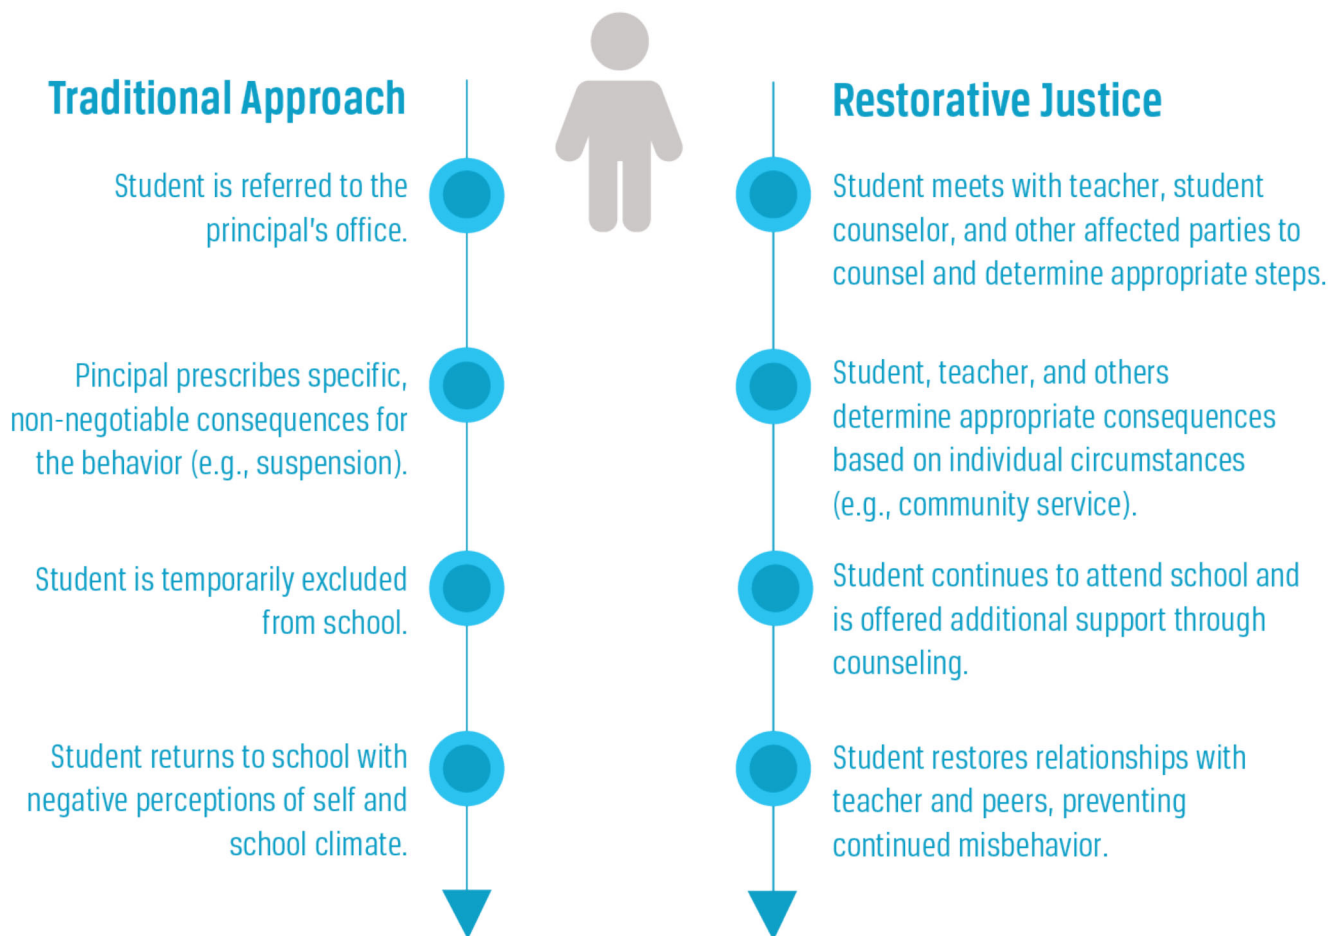 Traditional Approach
Student is referred to the
principal's office.
Pincipal prescribes specific,
non-negotiable consequences for
the behavior (e.g., suspension).
Student is temporarily excluded
from school.
Student returns to school with
negative perceptions of self and
school climate.
Restorative Justice
Student meets with teacher, student
counselor, and other affected parties to
counsel and determine appropriate steps.
Student, teacher, and others
determine appropriate consequences
based on individual circumstances
(e.g., community service).
Student continues to attend school and
is offered additional support through
counseling.
Student restores relationships with
teacher and peers, preventing
continued misbehavior.